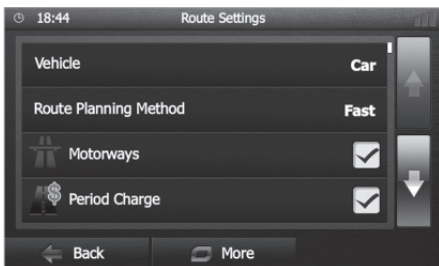 18:44 Route Settings
Vehicle Car
Route Planning Method Fast
Motorways
Period Charge
Back More